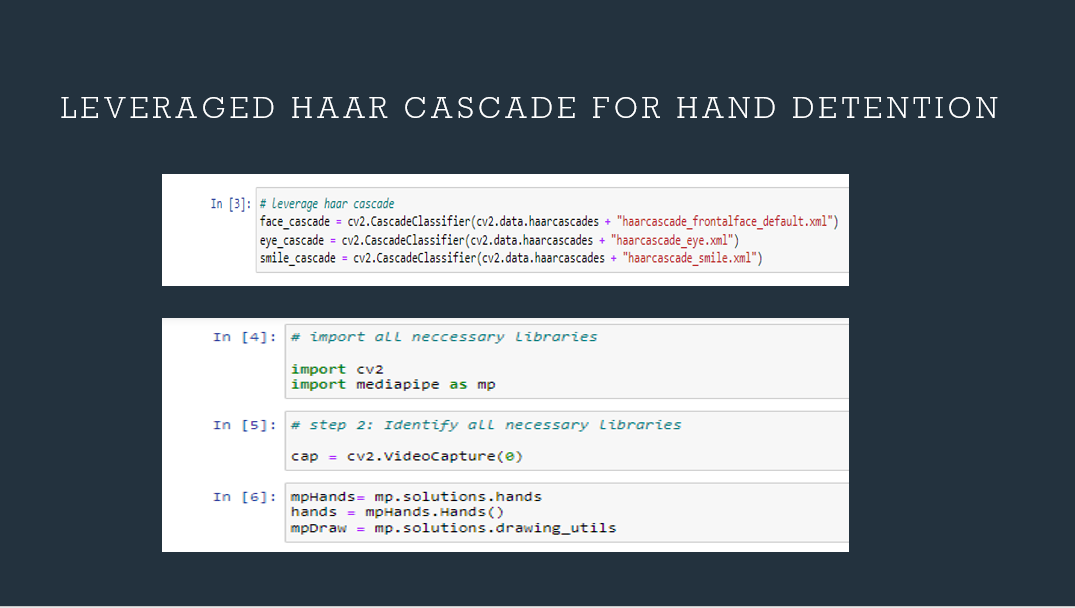 LEVERAGED HAAR CASCADE FOR HAND DETENTION
In [3]: # leverage haar cascade
face_cascade = cv2.CascadeClassifier(cv2.data.haarcascades + "haarcascade_frontalface_default.xml")
eye_cascade = cv2.CascadeClassifier(cv2.data.haarcascades + "haarcascade_eye.xml")
smile_cascade = cv2.CascadeClassifier(cv2.data.haarcascades + "haarcascade_smile.xml")
In [4]: # import all neccessary libraries
import cv2
import mediapipe as mp
In [5]: # step 2: Identify all necessary libraries
cap = cv2.VideoCapture(0)
In [6]: mpHands= mp.solutions.hands
hands = mpHands.Hands()
mpDraw = mp.solutions.drawing_utils